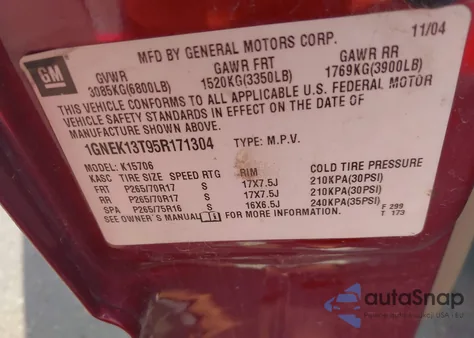 11/04
GM
MFD BY GENERAL MOTORS CORP.
GVWR GAWR FRT GAWR RR
3085KG(6800LB) 1520KG(3350LB) 1769KG(3900LB)
THIS VEHICLE CONFORMS TO ALL APPLICABLE U.S. FEDERAL MOTOR
VEHICLE SAFETY STANDARDS IN EFFECT ON THE DATE OF
MANUFACTURE SHOWN ABOVE.
1GNEK13T95R171304 TYPE: M.P.V.
MODEL: K15706
KASC TIRE SIZE SPEED RTG RIM COLD TIRE PRESSURE
FRT P265/70R17 S 17X7.5J 210KPA(30PSI)
RR P265/70R17 S 17X7.5J 210KPA(30PSI)
SPA P265/75R16 S 16X6.5J 240KPA(35PSI)
SEE OWNER'S MANUAL FOR MORE INFORMATION. F 299
T 173
autoSnap